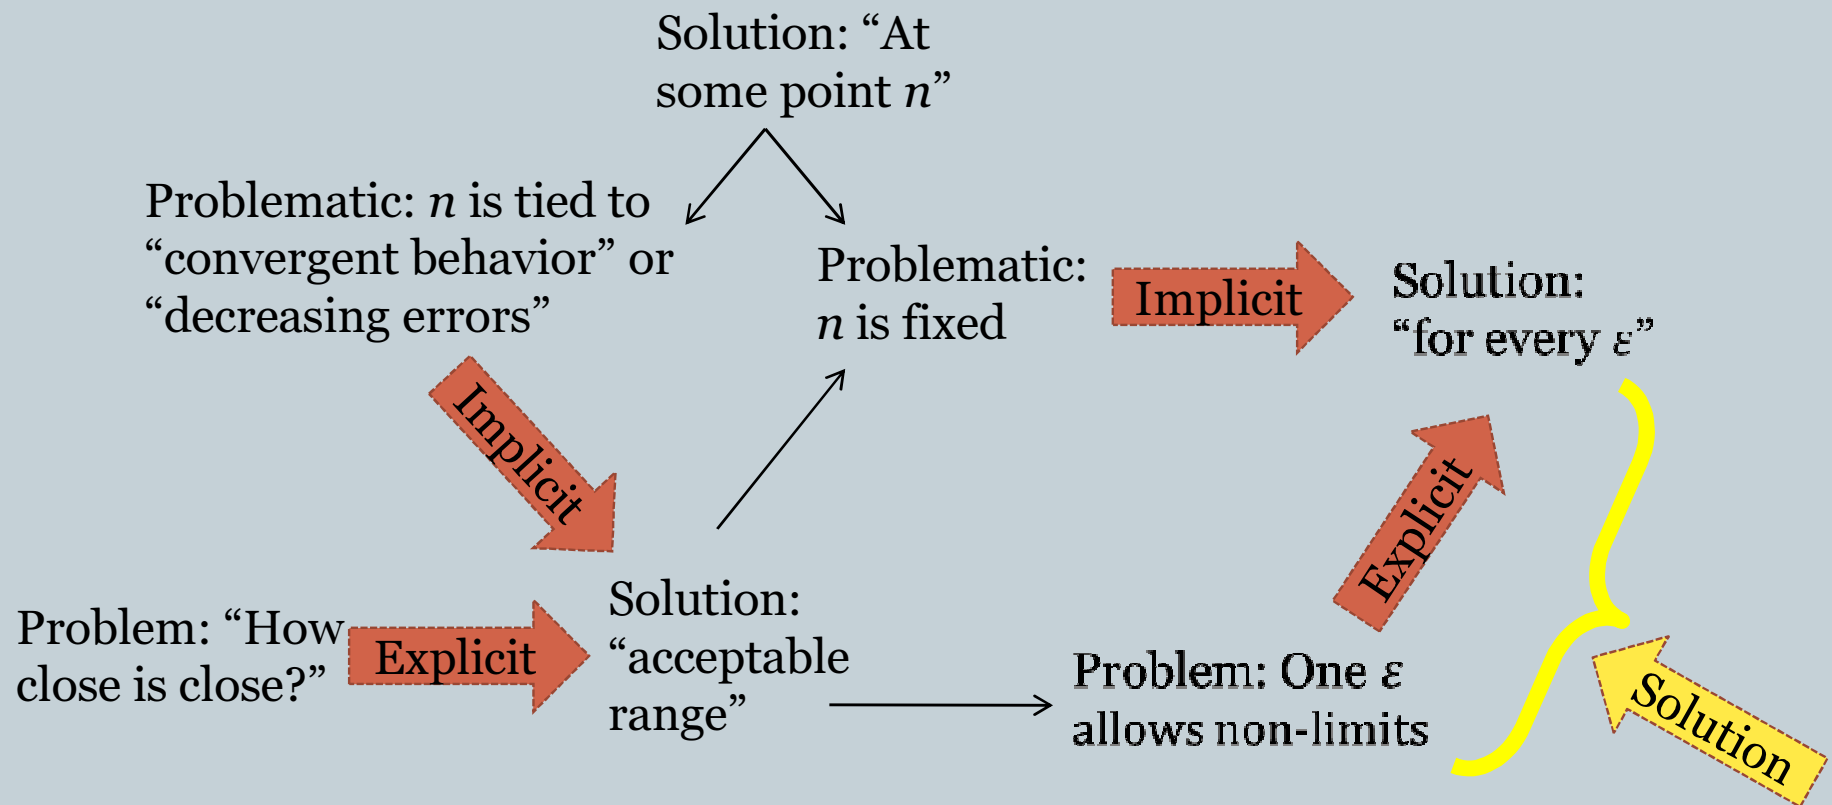 Solution: “At
some point n”
Problematic: n is tied to
“convergent behavior” or
“decreasing errors”
Problematic:
n is fixed
Implicit
Solution:
“for every ε”
Implicit
Explicit
Problem: “How
close is close?”
Explicit
Solution:
“acceptable
range”
Problem: One ε
allows non-limits
Solution